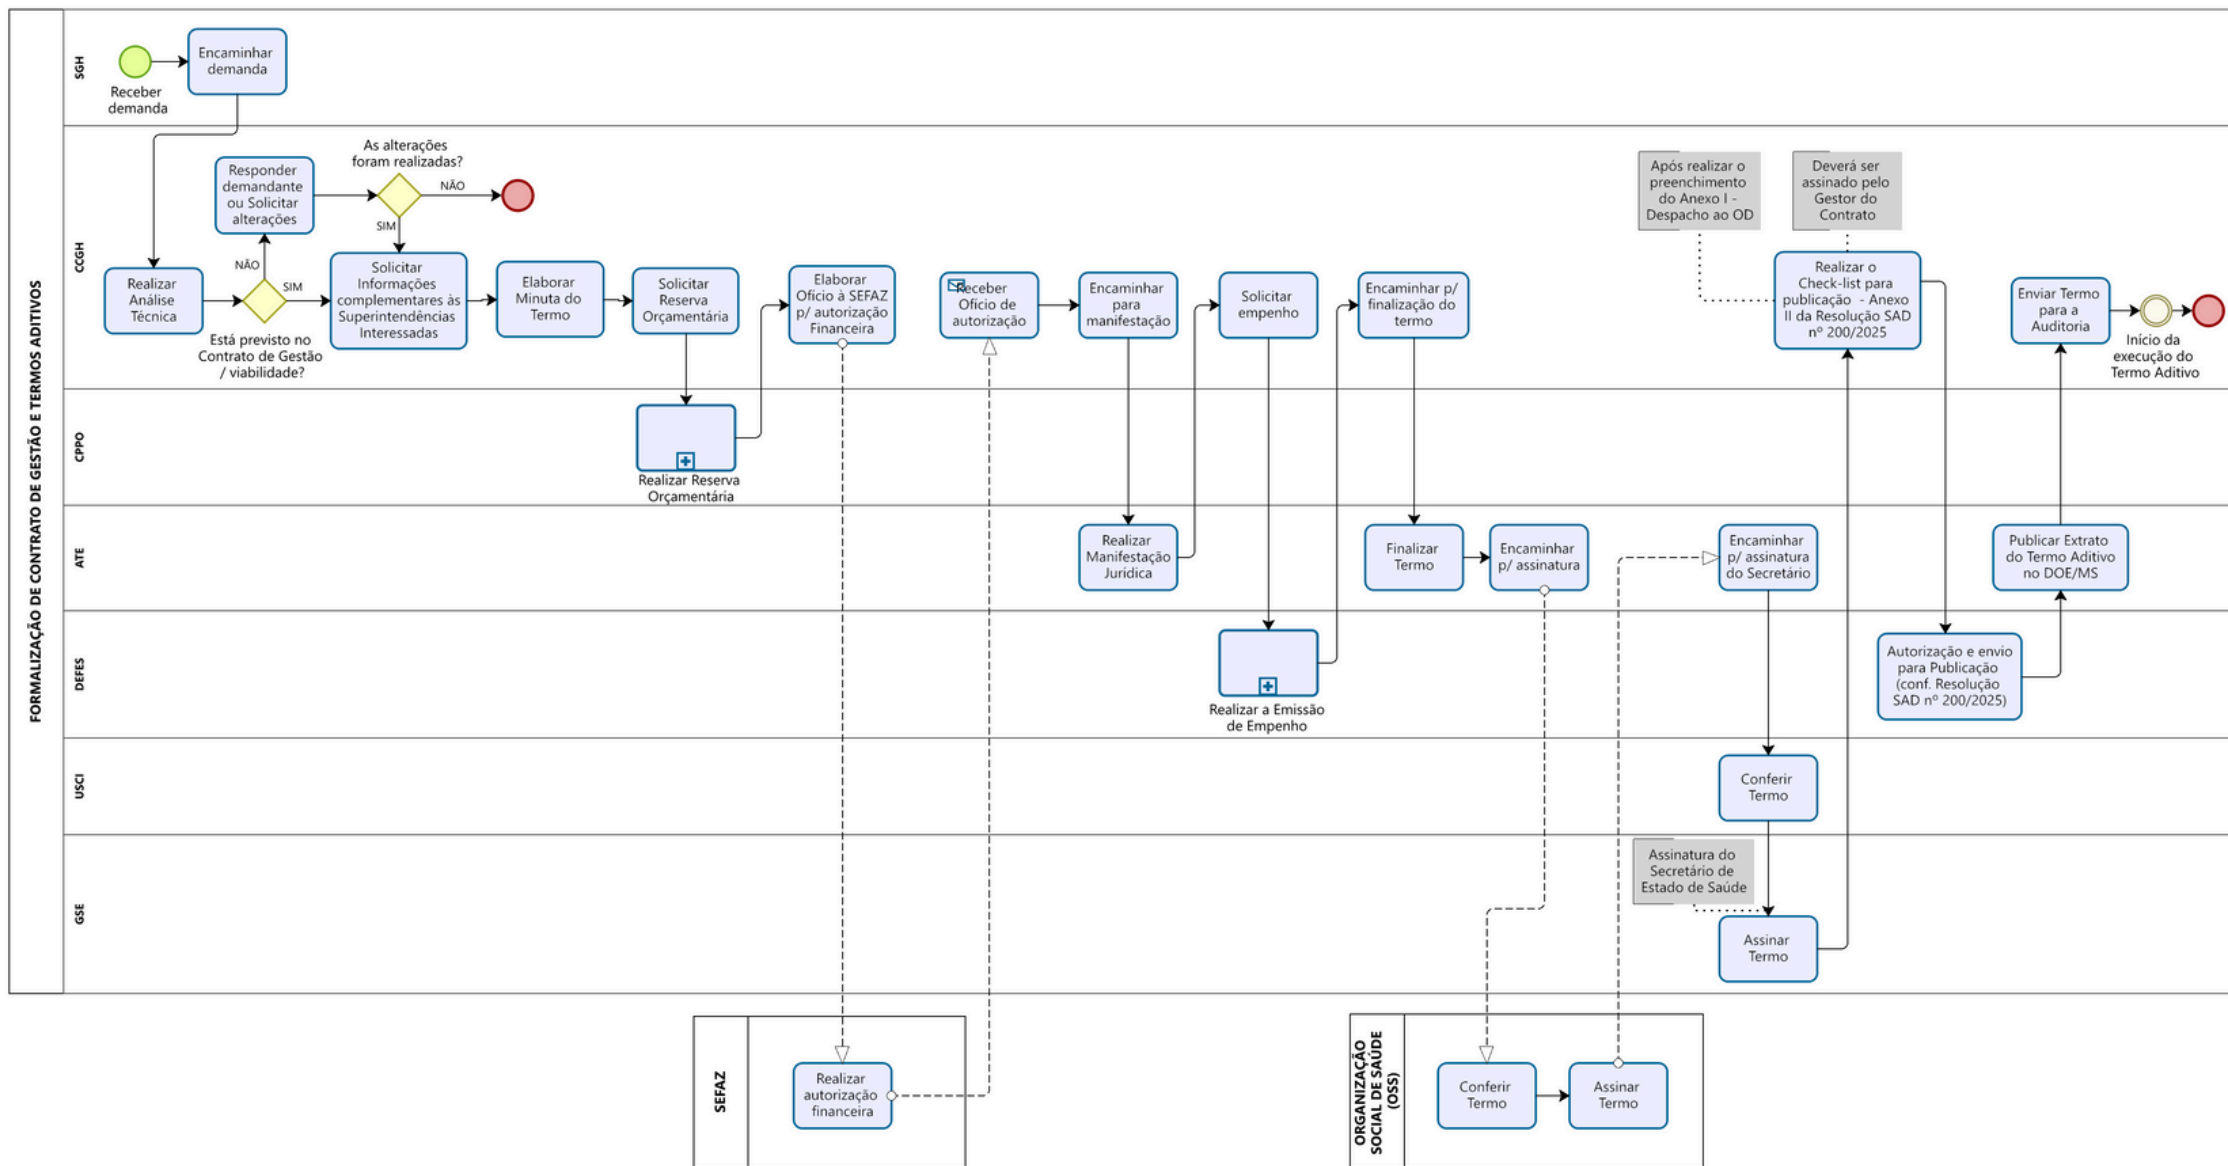 FORMALIZAÇÃO DE CONTRATO DE GESTÃO E TERMOS ADITIVOS
SGH
Receber
demanda
Encaminhar
demanda
CCGH
Realizar
Análise
Técnica
Responder
demandante
ou Solicitar
alterações
NÃO
SIM
Está previsto no
Contrato de Gestão
/ viabilidade?
As alterações
foram realizadas?
NÃO
SIM
Solicitar
Informações
complementares às
Superintendências
Interessadas
Elaborar
Minuta do
Termo
Solicitar
Reserva
Orçamentária
Elaborar
Ofício à SEFAZ
p/ autorização
Financeira
Receber
Ofício de
autorização
Encaminhar
para
manifestação
Solicitar
empenho
Encaminhar p/
finalização do
termo
Após realizar o
preenchimento
do Anexo I -
Despacho ao OD
Deverá ser
assinado pelo
Gestor do
Contrato
Realizar o
Check-list para
publicação - Anexo
II da Resolução SAD
nº 200/2025
Enviar Termo
para a
Auditoria
Início da
execução do
Termo Aditivo
CPPO
Realizar Reserva
Orçamentária
ATE
Realizar
Manifestação
Jurídica
Finalizar
Termo
Encaminhar
p/ assinatura
Encaminhar
p/ assinatura
do Secretário
Publicar Extrato
do Termo Aditivo
no DOE/MS
DEFES
Realizar a Emissão
de Empenho
Autorização e envio
para Publicação
(conf. Resolução
SAD nº 200/2025)
USCI
Conferir
Termo
GSE
Assinatura do
Secretário de
Estado de Saúde
Assinar
Termo
SEFAZ
Realizar
autorização
financeira
ORGANIZAÇÃO
SOCIAL DE SAÚDE
(OSS)
Conferir
Termo
Assinar
Termo